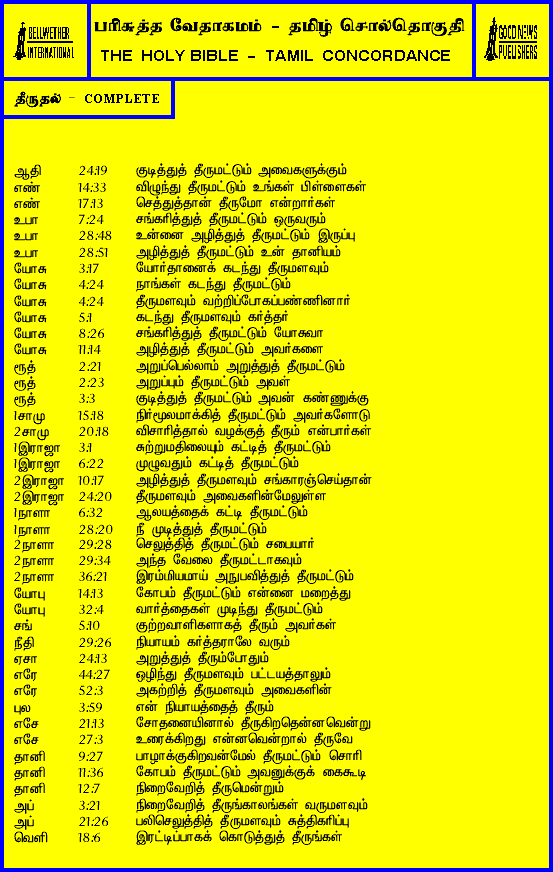 BELLWETHER
INTERNATIONAL
பரிசுத்த வேதாகமம் - தமிழ் சொல்தொகுதி
THE HOLY BIBLE - TAMIL CONCORDANCE
GOOD NEWS
PUBLISHERS
தீருதல் - COMPLETE
ஆதி 24:19 குடித்துத் தீருமட்டும் அவைகளுக்கும்
எண் 14:33 விழுந்து தீருமட்டும் உங்கள் பிள்ளைகள்
எண் 17:13 செத்துத்தான் தீருமோ என்றார்கள்
உபா 7:24 சங்கரித்துத் தீருமட்டும் ஒருவரும்
உபா 28:48 உன்னை அழித்துத் தீருமட்டும் இருப்பு
உபா 28:51 அழித்துத் தீருமட்டும் உன் தானியம்
யோசு 3:17 யோர்தானைக் கடந்து தீருமளவும்
யோசு 4:24 நாங்கள் கடந்து தீருமட்டும்
யோசு 4:24 தீருமளவும் வற்றிப்போகப்பண்ணினார்
யோசு 5:1 கடந்து தீருமளவும் கர்த்தர்
யோசு 8:26 சங்கரித்துத் தீருமட்டும் யோசுவா
யோசு 11:14 அழித்துத் தீருமட்டும் அவர்களை
ரூத் 2:21 அறுப்பெல்லாம் அறுத்துத் தீருமட்டும்
ரூத் 2:23 அறுப்பும் தீருமட்டும் அவள்
ரூத் 3:3 குடித்துத் தீருமட்டும் அவன் கண்ணுக்கு
1சாமு 15:18 நிர்மூலமாக்கித் தீருமட்டும் அவர்களோடு
2சாமு 20:18 விசாரித்தால் வழக்குத் தீரும் என்பார்கள்
1இராஜா 3:1 சுற்றுமதிலையும் கட்டித் தீருமட்டும்
1இராஜா 6:22 முழுவதும் கட்டித் தீருமட்டும்
2இராஜா 10:17 அழித்துத் தீருமளவும் சங்காரஞ்செய்தான்
2இராஜா 24:20 தீருமளவும் அவைகளின்மேலுள்ள
1நாளா 6:32 ஆலயத்தைக் கட்டி தீருமட்டும்
1நாளா 28:20 நீ முடித்துத் தீருமட்டும்
2நாளா 29:28 செலுத்தித் தீருமட்டும் சபையார்
2நாளா 29:34 அந்த வேலை தீருமட்டாகவும்
2நாளா 36:21 இரம்மியமாய் அநுபவித்துத் தீருமட்டும்
யோபு 14:13 கோபம் தீருமட்டும் என்னை மறைத்து
யோபு 32:4 வார்த்தைகள் முடிந்து தீருமட்டும்
சங் 5:10 குற்றவாளிகளாகத் தீரும் அவர்கள்
நீதி 29:26 நியாயம் கர்த்தராலே வரும்
ஏசா 24:13 அறுத்துத் தீரும்போதும்
எரே 44:27 ஒழிந்து தீருமளவும் பட்டயத்தாலும்
எரே 52:3 அகற்றித் தீருமளவும் அவைகளின்
புல 3:59 என் நியாயத்தைத் தீரும்
எசே 21:13 சோதனையினால் தீருகிறதென்னவென்று
எசே 27:3 உரைக்கிறது என்னவென்றால் தீருவே
தானி 9:27 பாழாக்குகிறவன்மேல் தீருமட்டும் சொரி
தானி 11:36 கோபம் தீருமட்டும் அவனுக்குக் கைகூடி
தானி 12:7 நிறைவேறித் தீருமென்றும்
அப் 3:21 நிறைவேறித் தீருங்காலங்கள் வருமளவும்
அப் 21:26 பலிசெலுத்தித் தீருமளவும் சுத்திகரிப்பு
வெளி 18:6 இரட்டிப்பாகக் கொடுத்துத் தீருங்கள்